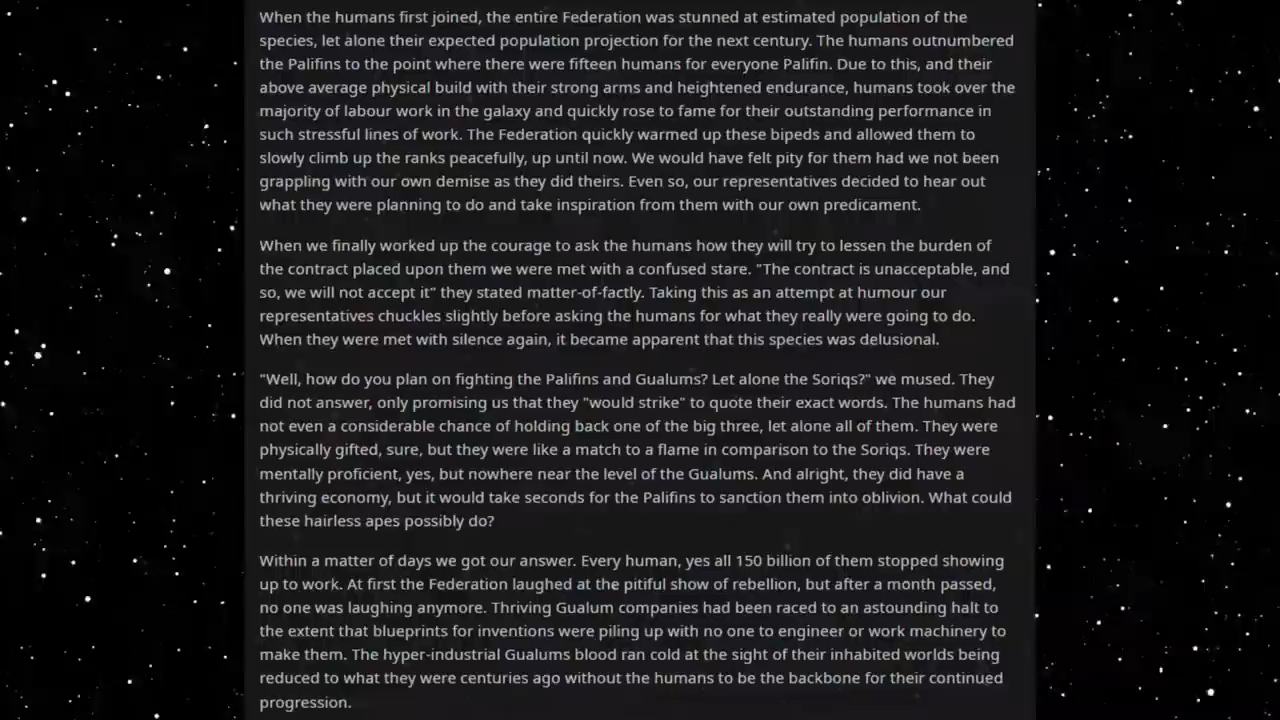 When the humans first joined, the entire Federation was stunned at estimated population of the
species, let alone their expected population projection for the next century. The humans outnumbered
the Palifins to the point where there were fifteen humans for everyone Palifin. Due to this, and their
above average physical build with their strong arms and heightened endurance, humans took over the
majority of labour work in the galaxy and quickly rose to fame for their outstanding performance in
such stressful lines of work. The Federation quickly warmed up these bipeds and allowed them to
slowly climb up the ranks peacefully, up until now. We would have felt pity for them had we not been
grappling with our own demise as they did theirs. Even so, our representatives decided to hear out
what they were planning to do and take inspiration from them with our own predicament.
When we finally worked up the courage to ask the humans how they will try to lessen the burden of
the contract placed upon them we were met with a confused stare. "The contract is unacceptable, and
so, we will not accept it" they stated matter-of-factly. Taking this as an attempt at humour our
representatives chuckles slightly before asking the humans for what they really were going to do.
When they were met with silence again, it became apparent that this species was delusional.
"Well, how do you plan on fighting the Palifins and Gualums? Let alone the Soriqs?" we mused. They
did not answer, only promising us that they "would strike" to quote their exact words. The humans had
not even a considerable chance of holding back one of the big three, let alone all of them. They were
physically gifted, sure, but they were like a match to a flame in comparison to the Soriqs. They were
mentally proficient, yes, but nowhere near the level of the Gualums. And alright, they did have a
thriving economy, but it would take seconds for the Palifins to sanction them into oblivion. What could
these hairless apes possibly do?
Within a matter of days we got our answer. Every human, yes all 150 billion of them stopped showing
up to work. At first the Federation laughed at the pitiful show of rebellion, but after a month passed,
no one was laughing anymore. Thriving Gualum companies had been raced to an astounding halt to
the extent that blueprints for inventions were piling up with no one to engineer or work machinery to
make them. The hyper-industrial Gualums blood ran cold at the sight of their inhabited worlds being
reduced to what they were centuries ago without the humans to be the backbone for their continued
progression.